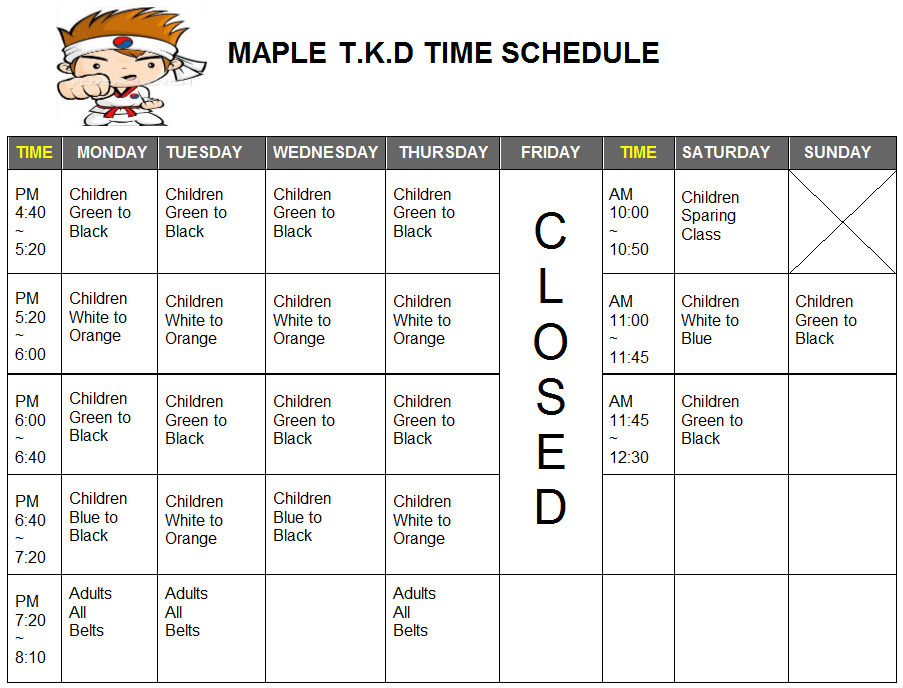 MAPLE T.K.D TIME SCHEDULE
TIME MONDAY TUESDAY WEDNESDAY THURSDAY FRIDAY TIME SATURDAY SUNDAY
PM
4:40
~
5:20
Children
Green to
Black
Children
Green to
Black
Children
Green to
Black
Children
Green to
Black
CLOSED
AM
10:00
~
10:50
Children
Sparing
Class
PM
5:20
~
6:00
Children
White to
Orange
Children
White to
Orange
Children
White to
Orange
Children
White to
Orange
AM
11:00
~
11:45
Children
White to
Blue
Children
Green to
Black
PM
6:00
~
6:40
Children
Green to
Black
Children
Green to
Black
Children
Green to
Black
Children
Green to
Black
AM
11:45
~
12:30
Children
Green to
Black
PM
6:40
~
7:20
Children
Blue to
Black
Children
White to
Orange
Children
Blue to
Black
Children
White to
Orange
PM
7:20
~
8:10
Adults
All
Belts
Adults
All
Belts
Adults
All
Belts